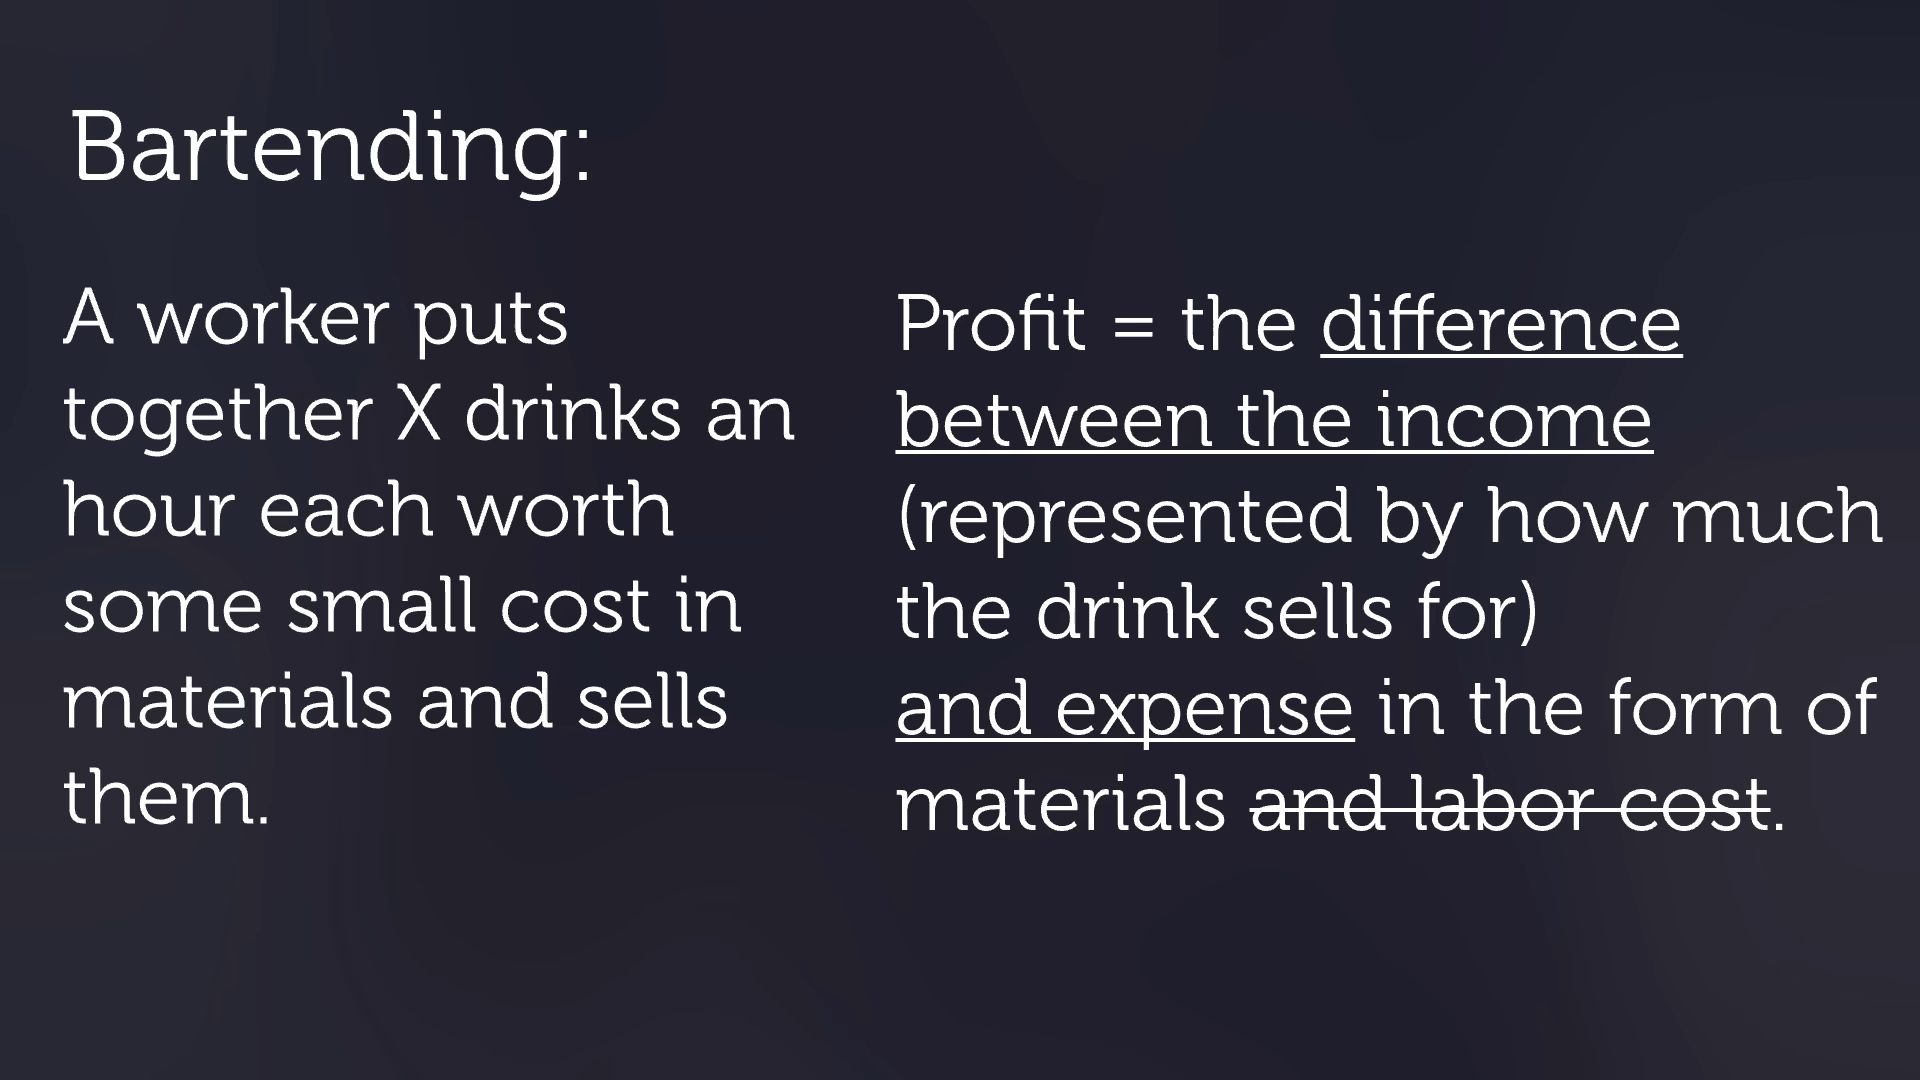 Bartending:
A worker puts
together X drinks an
hour each worth
some small cost in
materials and sells
them.
Profit = the difference
between the income
(represented by how much
the drink sells for)
and expense in the form of
materials and labor cost.